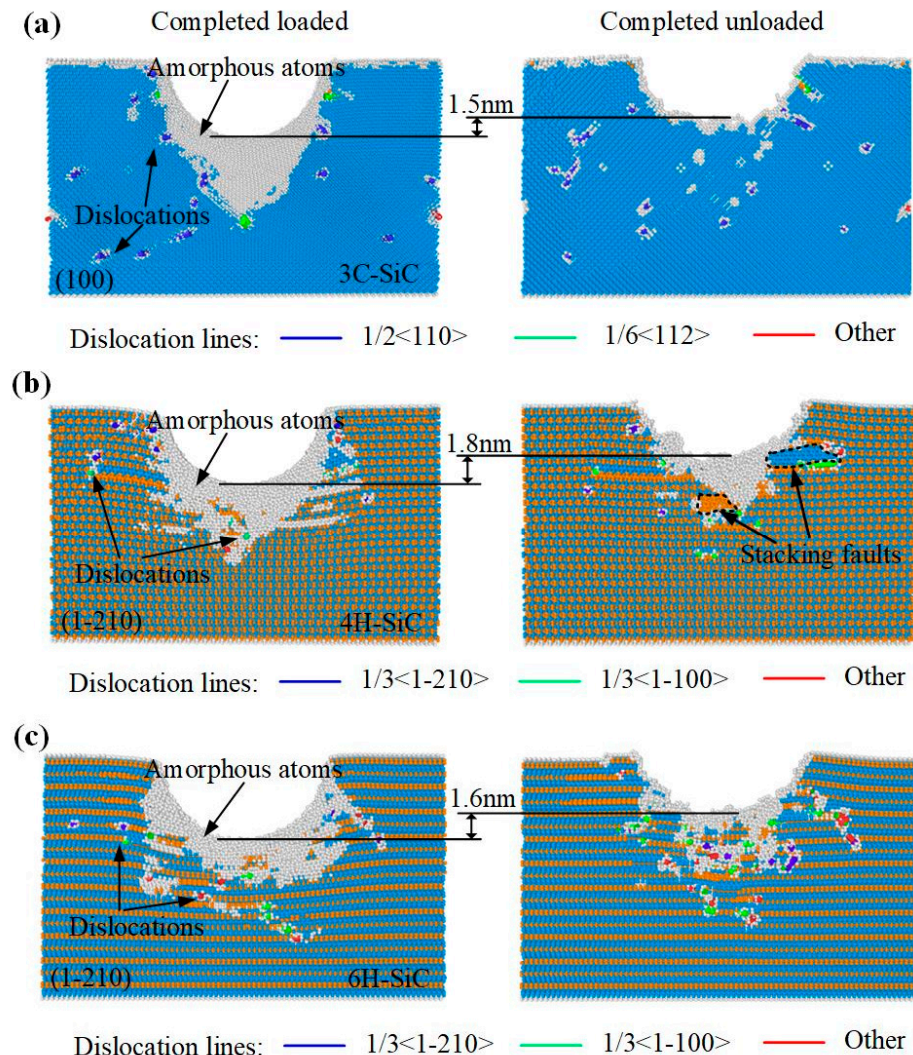 (a)
Completed loaded
Completed unloaded
Amorphous atoms
1.5nm
Dislocations
(100)
3C-SiC
Dislocation lines: 1/2<110> 1/6<112> Other
(b)
Amorphous atoms
1.8nm
Dislocations
Stacking faults
(1-210)
4H-SiC
Dislocation lines: 1/3<1-210> 1/3<1-100> Other
(c)
Amorphous atoms
1.6nm
Dislocations
(1-210)
6H-SiC
Dislocation lines: 1/3<1-210> 1/3<1-100> Other